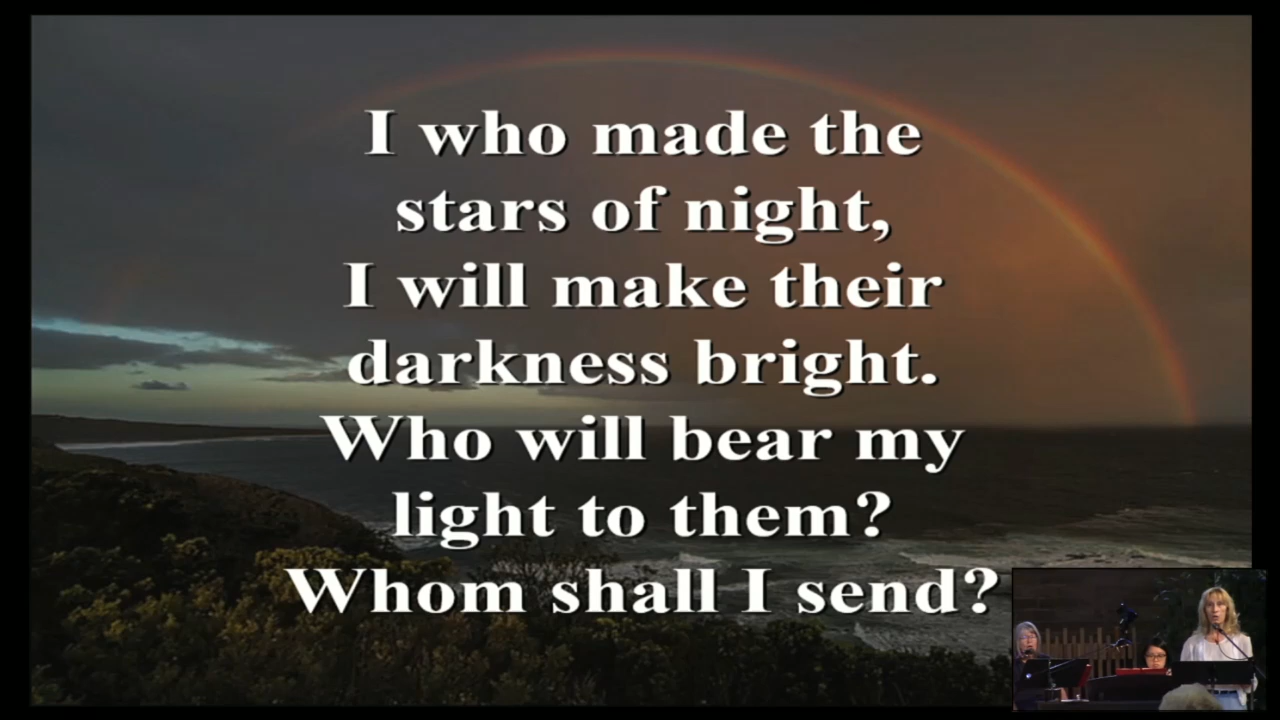 I who made the
stars of night,
I will make their
darkness bright.
Who will bear my
light to them?
Whom shall I send?